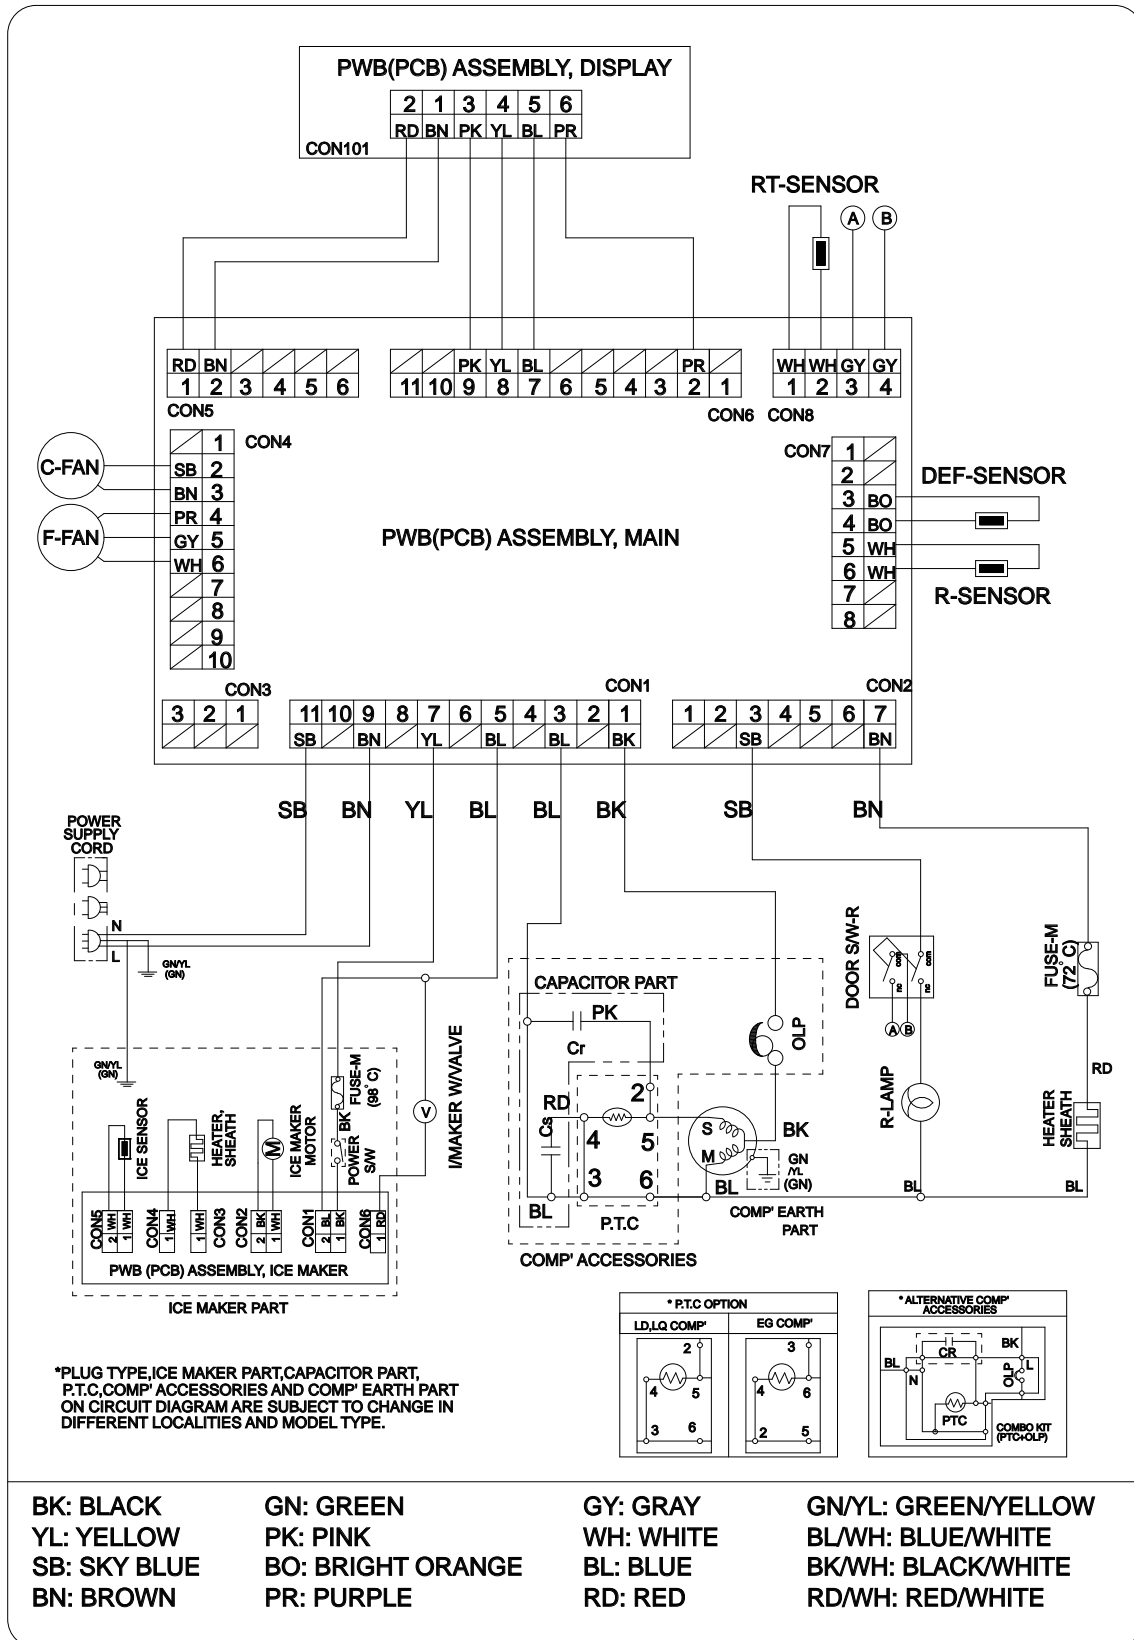 PWB(PCB) ASSEMBLY, DISPLAY
2 1 3 4 5 6
RD BN PK YL BL PR
CON101
RT-SENSOR
A B
RD BN
1 2 3 4 5 6
CON5
PK YL BL PR
11 10 9 8 7 6 5 4 3 2 1
CON6
WH WH GY GY
1 2 3 4
CON8
CON4
1
SB 2
BN 3
PR 4
GY 5
WH 6
7
8
9
10
C-FAN
F-FAN
PWB(PCB) ASSEMBLY, MAIN
CON7
1
2
3 BO
4 BO
5 WH
6 WH
7
8
DEF-SENSOR
R-SENSOR
CON3
3 2 1
CON1
11 10 9 8 7 6 5 4 3 2 1
SB BN YL BL BL BK
CON2
1 2 3 4 5 6 7
SB BN
SB BN YL BL BL BK SB BN
POWER
SUPPLY
CORD
N
L
GN/YL
(GN)
GN/YL
(GN)
ICE SENSOR
HEATER,
SHEATH
M
ICE MAKER
MOTOR
FUSE-M
(98°C)
BK
POWER
S/W
V
I/MAKER W/VALVE
CON5
2 WH
1 WH
CON4
1 WH
1 WH
CON3
CON2
2 BK
1 WH
CON1
2 BL
1 BK
CON6
1 RD
PWB (PCB) ASSEMBLY, ICE MAKER
ICE MAKER PART
CAPACITOR PART
PK
Cr
RD
Cs
2
4 5
3 6
BL
P.T.C
OLP
S
M
BK
BL
GN
/YL
(GN)
COMP' EARTH
PART
COMP' ACCESSORIES
DOOR S/W-R
com com
nc nc
A B
R-LAMP
BL
FUSE-M
(72°C)
RD
HEATER
SHEATH
BL
* P.T.C OPTION
LD,LQ COMP' EG COMP'
2
4 5
3 6
3
4 6
2 5
* ALTERNATIVE COMP'
ACCESSORIES
CR
BK
BL
N
L
OLP
PTC
COMBO KIT
(PTC+OLP)
*PLUG TYPE,ICE MAKER PART,CAPACITOR PART,
P.T.C,COMP' ACCESSORIES AND COMP' EARTH PART
ON CIRCUIT DIAGRAM ARE SUBJECT TO CHANGE IN
DIFFERENT LOCALITIES AND MODEL TYPE.
BK: BLACK GN: GREEN GY: GRAY GN/YL: GREEN/YELLOW
YL: YELLOW PK: PINK WH: WHITE BL/WH: BLUE/WHITE
SB: SKY BLUE BO: BRIGHT ORANGE BL: BLUE BK/WH: BLACK/WHITE
BN: BROWN PR: PURPLE RD: RED RD/WH: RED/WHITE